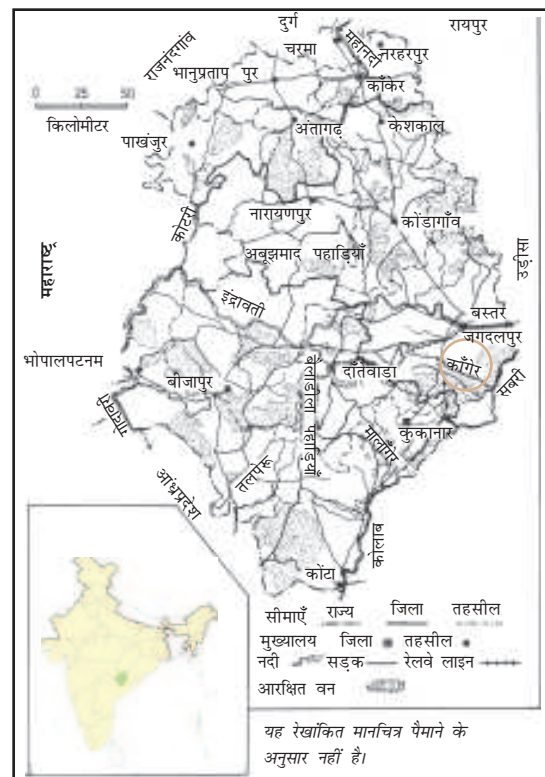 दुर्ग
रायपुर
राजनंदगांव
चरमा
महानदी
नरहरपुर
भानुप्रताप पुर
काँकेर
0 25 50
किलोमीटर
अंतागढ़
केशकाल
पाखंजुर
नारायणपुर
कोंडागाँव
कोटरी
अबूझमाद पहाड़ियाँ
महाराष्ट्र
उड़ीसा
इंद्रावती
बस्तर
जगदलपुर
भोपालपटनम
बैलाडिला पहाड़ियाँ
दाँतेवाड़ा
काँगेर
सबरी
बीजापुर
गोदावरी
मालांगेर
कुकानार
तलपेरू
आंध्रप्रदेश
कोलाब
कोंटा
सीमाएँ राज्य जिला तहसील
मुख्यालय जिला तहसील
नदी सड़क रेलवे लाइन
आरक्षित वन
यह रेखांकित मानचित्र पैमाने के
अनुसार नहीं है।